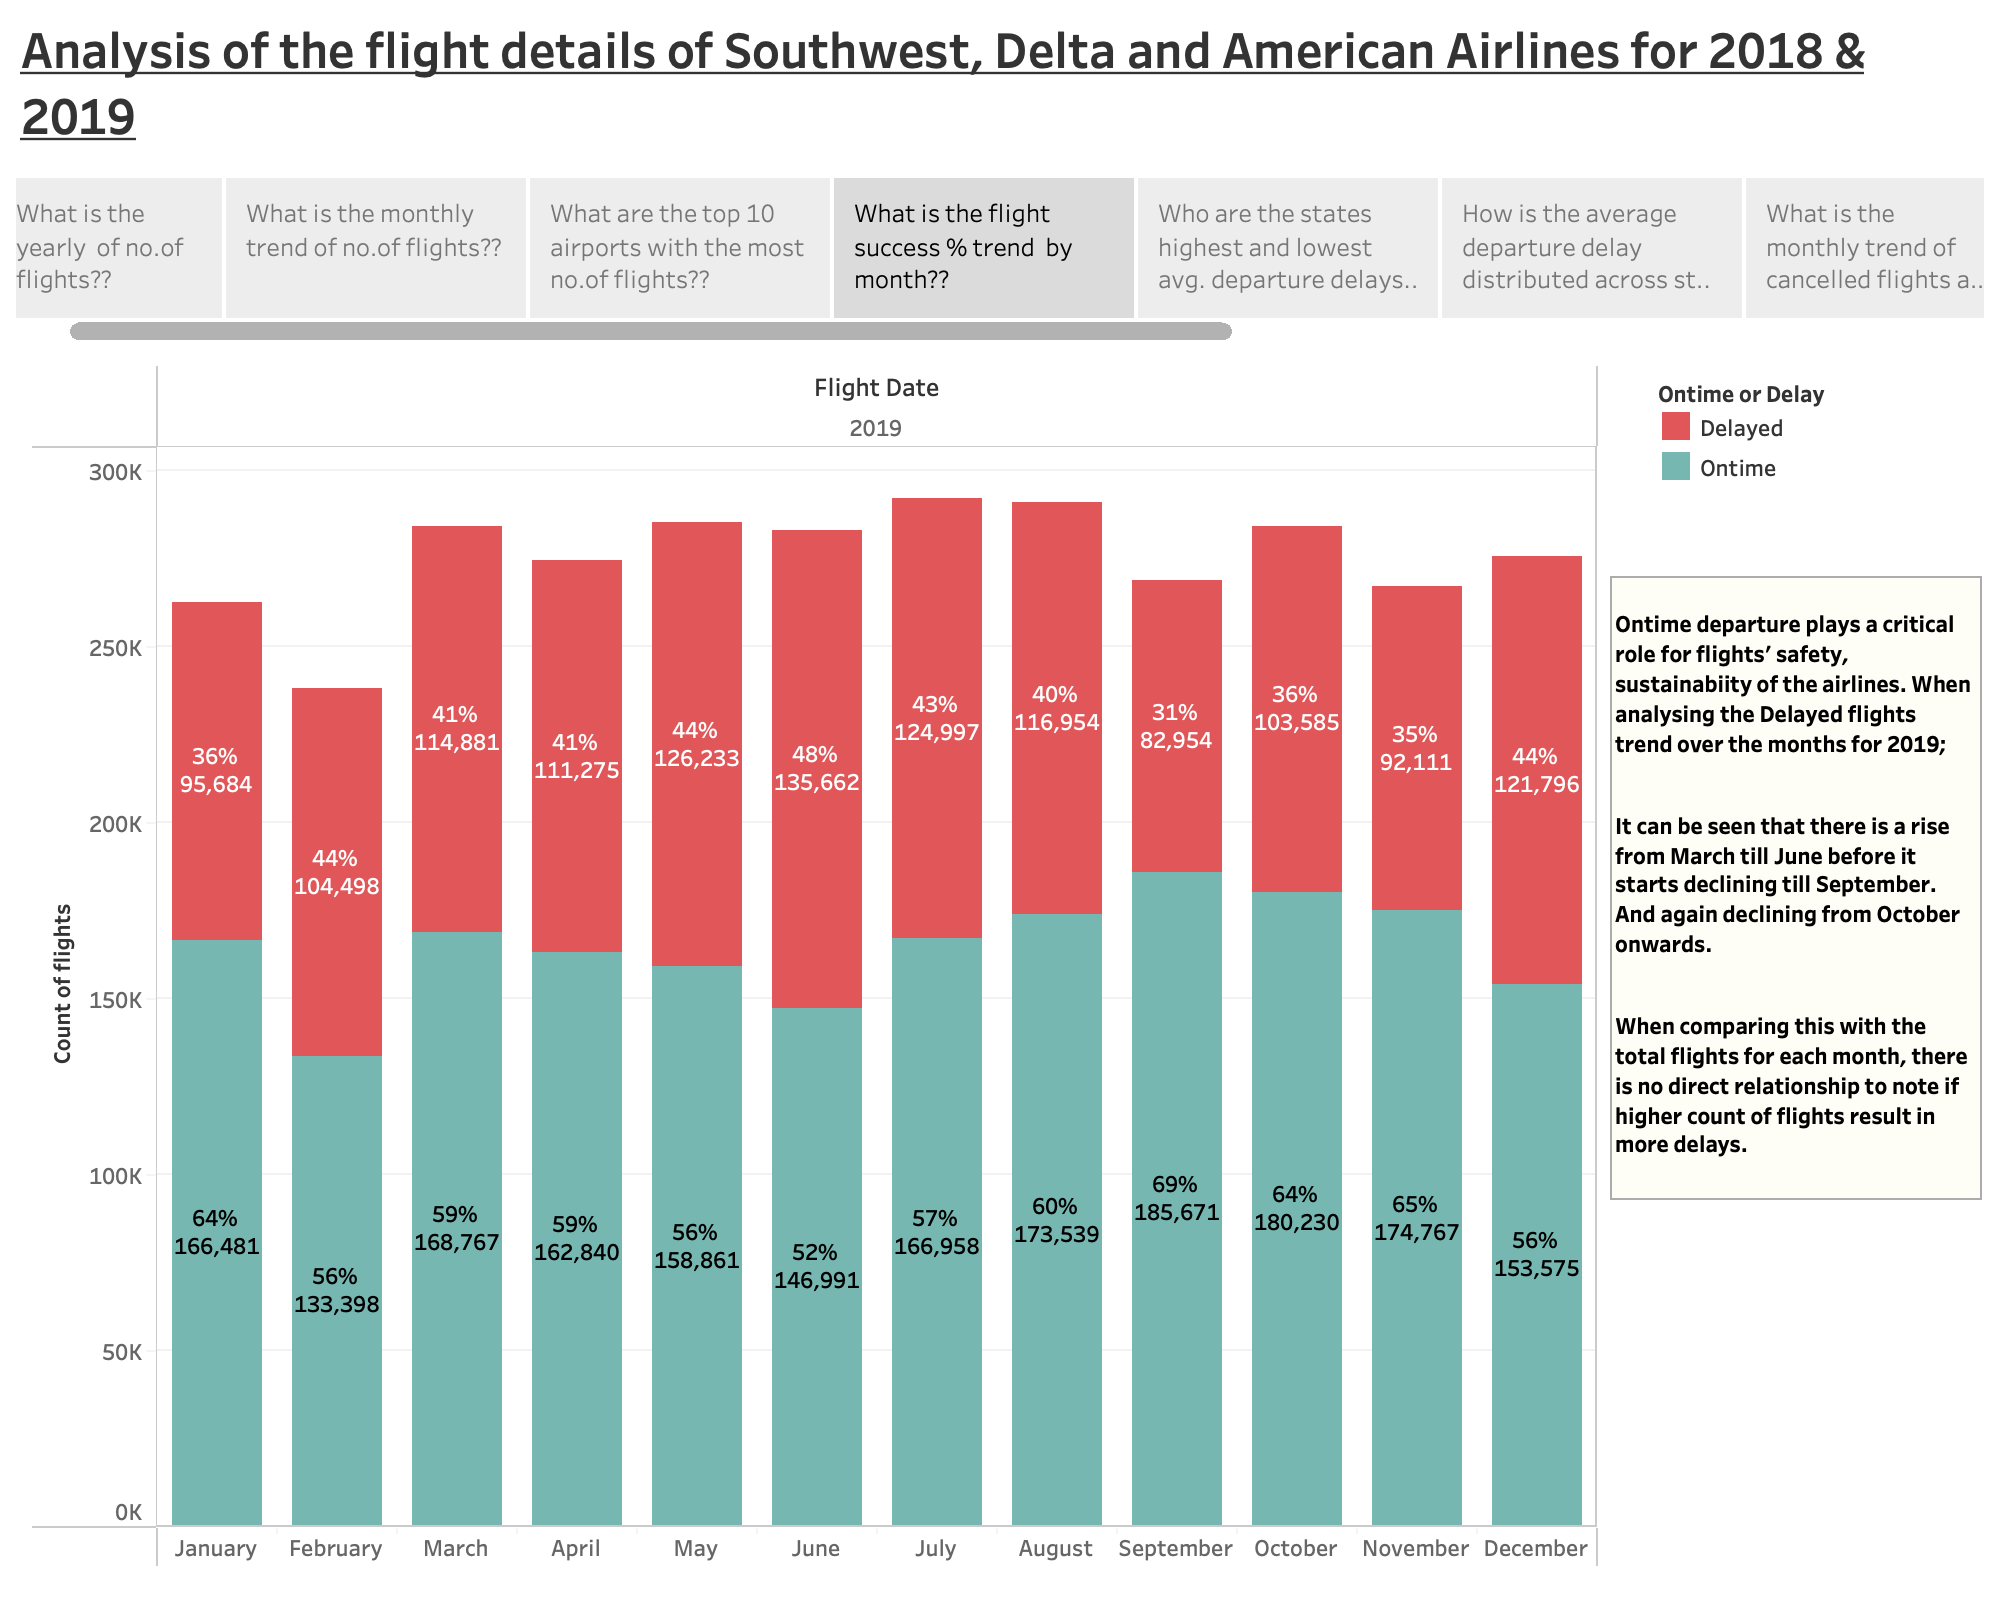 Analysis of the flight details of Southwest, Delta and American Airlines for 2018 &
2019
What is the
yearly  of no.of
flights??
What is the monthly
trend of no.of flights??
What are the top 10
airports with the most
no.of flights??
What is the flight
success % trend  by
month??
Who are the states
highest and lowest
avg. departure delays..
How is the average
departure delay
distributed across st..
What is the
monthly trend of
cancelled flights a..
Flight Date
2019
Ontime or Delay
Delayed
Ontime
Count of flights
300K
250K
200K
150K
100K
50K
0K
36%
95,684
44%
104,498
41%
114,881
41%
111,275
44%
126,233
48%
135,662
43%
124,997
40%
116,954
31%
82,954
36%
103,585
35%
92,111
44%
121,796
64%
166,481
56%
133,398
59%
168,767
59%
162,840
56%
158,861
52%
146,991
57%
166,958
60%
173,539
69%
185,671
64%
180,230
65%
174,767
56%
153,575
January
February
March
April
May
June
July
August
September
October
November
December
Ontime departure plays a critical
role for flights’ safety,
sustainabiity of the airlines. When
analysing the Delayed flights
trend over the months for 2019;
It can be seen that there is a rise
from March till June before it
starts declining till September.
And again declining from October
onwards.
When comparing this with the
total flights for each month, there
is no direct relationship to note if
higher count of flights result in
more delays.